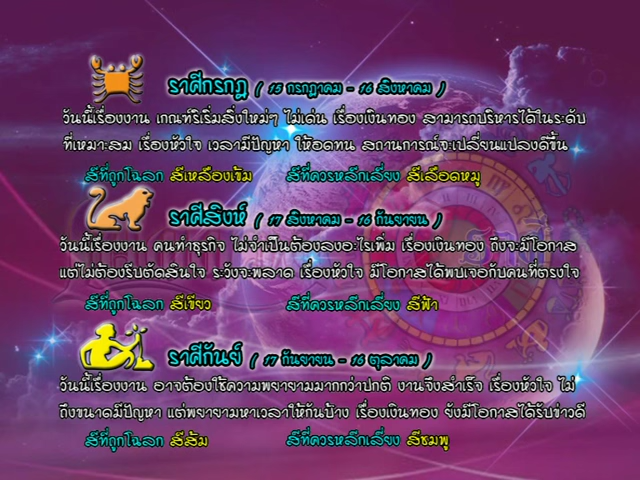 ราศีกรกฎ ( 15 กรกฎาคม - 16 สิงหาคม )
วันนี้เรื่องงาน เกณฑ์ริเริ่มสิ่งใหม่ๆ ไม่เด่น เรื่องเงินทอง สามารถบริหารได้ในระดับ
ที่เหมาะสม เรื่องหัวใจ เวลามีปัญหา ให้อดทน สถานการณ์จะเปลี่ยนแปลงดีขึ้น
สีที่ถูกโฉลก สีเหลืองเข้ม สีที่ควรหลีกเลี่ยง สีเลือดหมู
ราศีสิงห์ ( 17 สิงหาคม - 16 กันยายน )
วันนี้เรื่องงาน คนทำธุรกิจ ไม่จำเป็นต้องลงอะไรเพิ่ม เรื่องเงินทอง ถึงจะมีโอกาส
แต่ไม่ต้องรีบตัดสินใจ ระวังจะพลาด เรื่องหัวใจ มีโอกาสได้พบเจอกับคนที่ตรงใจ
สีที่ถูกโฉลก สีเขียว สีที่ควรหลีกเลี่ยง สีฟ้า
ราศีกันย์ ( 17 กันยายน - 16 ตุลาคม )
วันนี้เรื่องงาน อาจต้องใช้ความพยายามมากกว่าปกติ งานจึงสำเร็จ เรื่องหัวใจ ไม่
ถึงขนาดมีปัญหา แต่พยายามหาเวลาให้กันบ้าง เรื่องเงินทอง ยังมีโอกาสได้รับข่าวดี
สีที่ถูกโฉลก สีส้ม สีที่ควรหลีกเลี่ยง สีชมพู